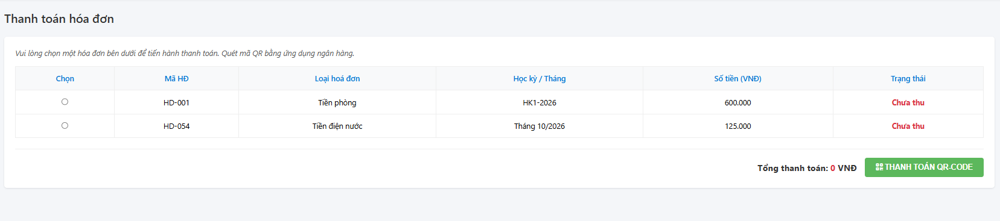 Thanh toán hóa đơn
Vui lòng chọn một hóa đơn bên dưới để tiến hành thanh toán. Quét mã QR bằng ứng dụng ngân hàng.
Chọn Mã HĐ Loại hoá đơn Học kỳ / Tháng Số tiền (VNĐ) Trạng thái
HD-001 Tiền phòng HK1-2026 600.000 Chưa thu
HD-054 Tiền điện nước Tháng 10/2026 125.000 Chưa thu
Tổng thanh toán: 0 VNĐ THANH TOÁN QR-CODE